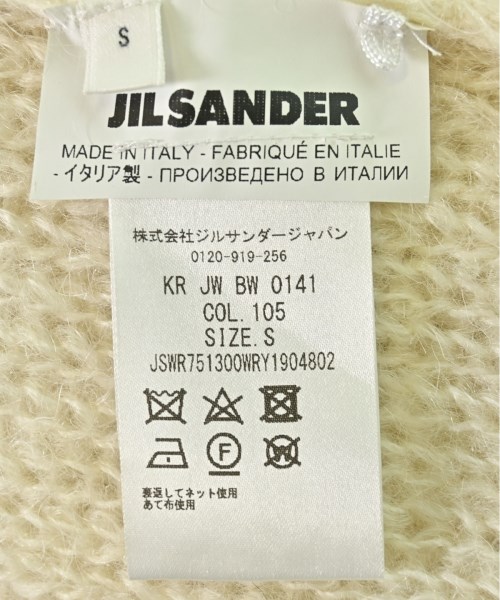 S
JIL SANDER
MADE IN ITALY - FABRIQUÉ EN ITALIE
- イタリア製 - ПРОИЗВЕДЕНО В ИТАЛИИ
株式会社ジルサンダージャパン
0120-919-256
KR JW BW 0141
COL.105
SIZE.S
JSWR751300WRY1904802
F
W
裏返してネット使用
あて布使用